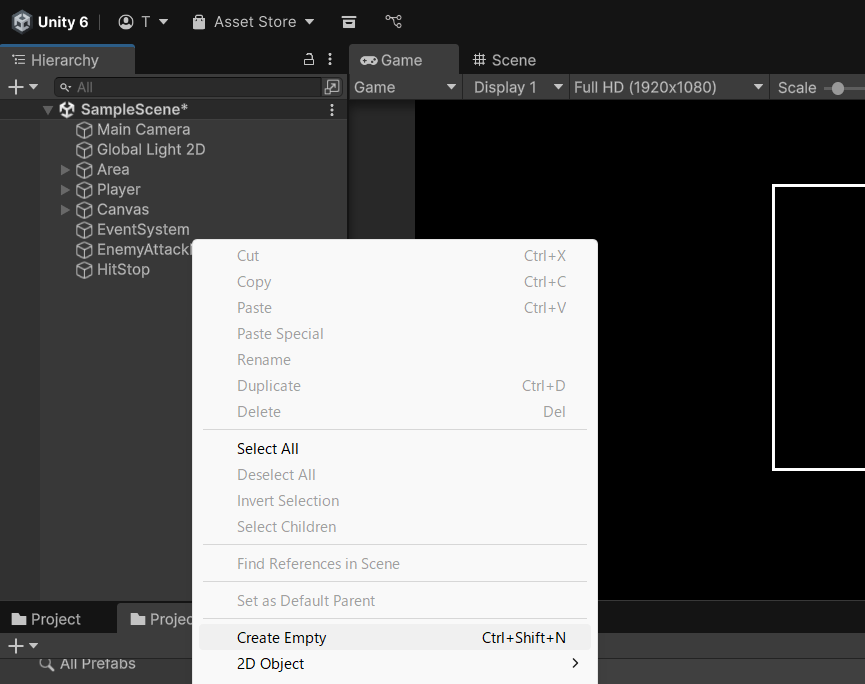 Unity 6
T
Asset Store
Hierarchy
Game
Scene
All
Game
Display 1
Full HD (1920x1080)
Scale
SampleScene*
Main Camera
Global Light 2D
Area
Player
Canvas
EventSystem
EnemyAttack
HitStop
Cut Ctrl+X
Copy Ctrl+C
Paste Ctrl+V
Paste Special
Rename
Duplicate Ctrl+D
Delete Del
Select All
Deselect All
Invert Selection
Select Children
Find References in Scene
Set as Default Parent
Create Empty Ctrl+Shift+N
2D Object
Project
Projec
All Prefabs